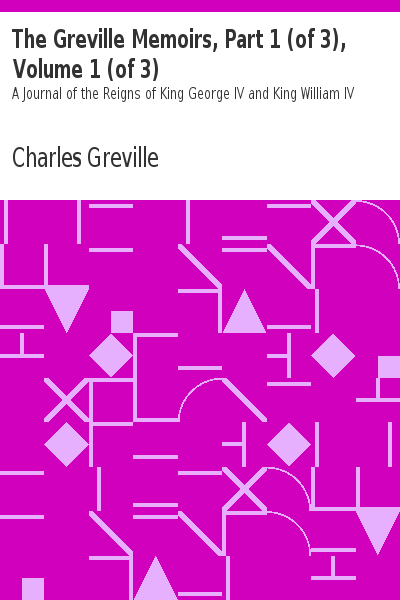 The Greville Memoirs, Part 1 (of 3),
Volume 1 (of 3)
A Journal of the Reigns of King George IV and King William IV
Charles Greville